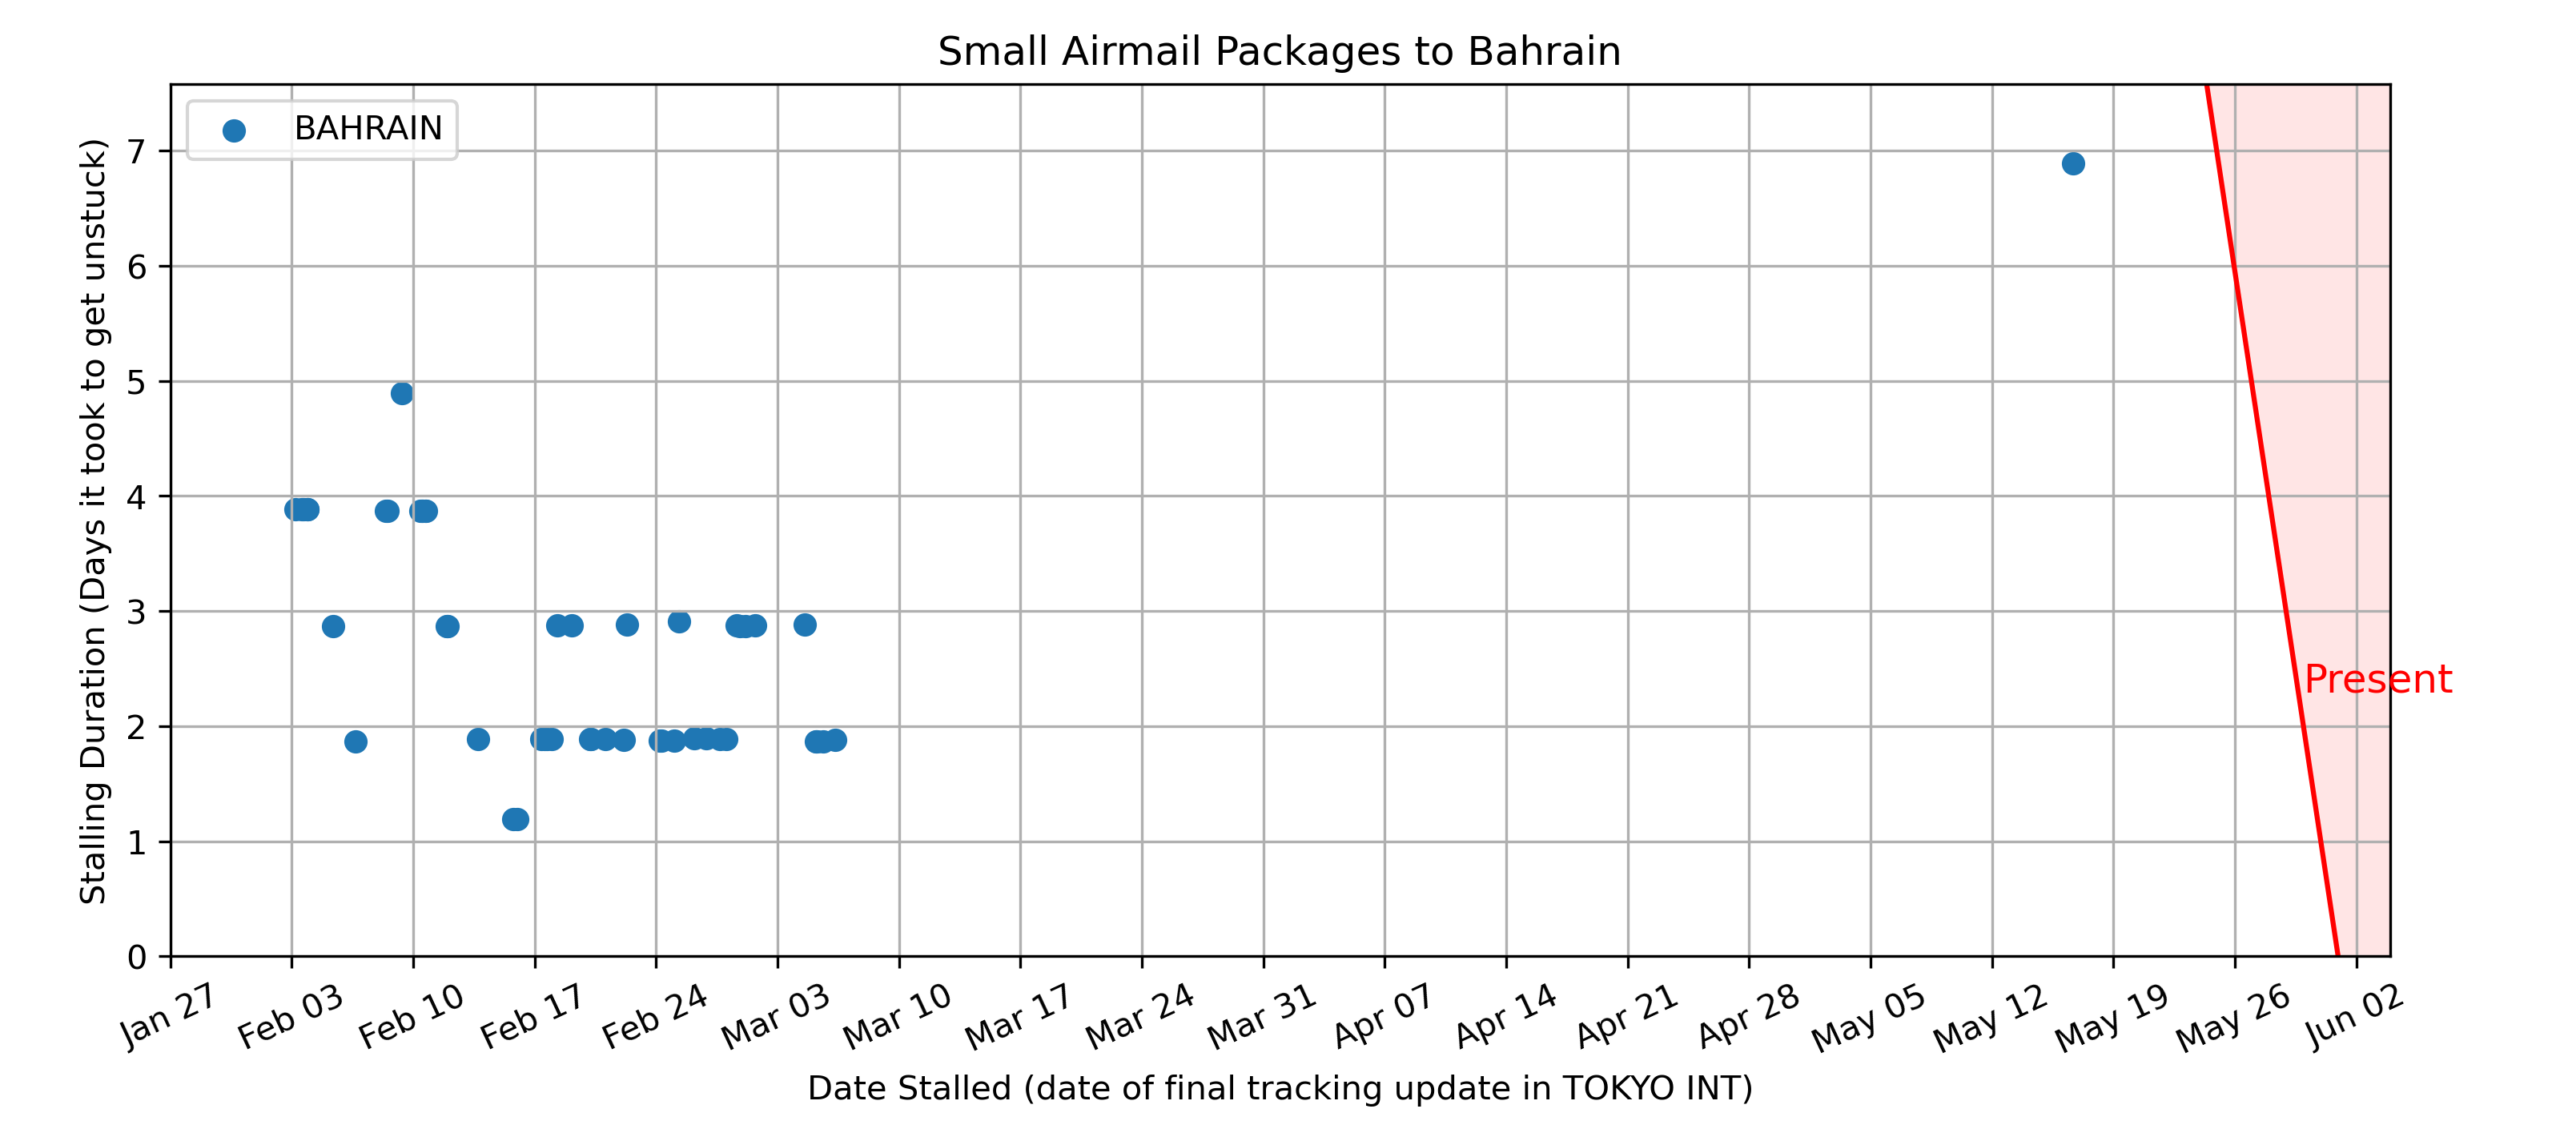 Small Airmail Packages to Bahrain
BAHRAIN
Stalling Duration (Days it took to get unstuck)
7
6
5
4
3
2
1
0
Present
Jan 27
Feb 03
Feb 10
Feb 17
Feb 24
Mar 03
Mar 10
Mar 17
Mar 24
Mar 31
Apr 07
Apr 14
Apr 21
Apr 28
May 05
May 12
May 19
May 26
Jun 02
Date Stalled (date of final tracking update in TOKYO INT)